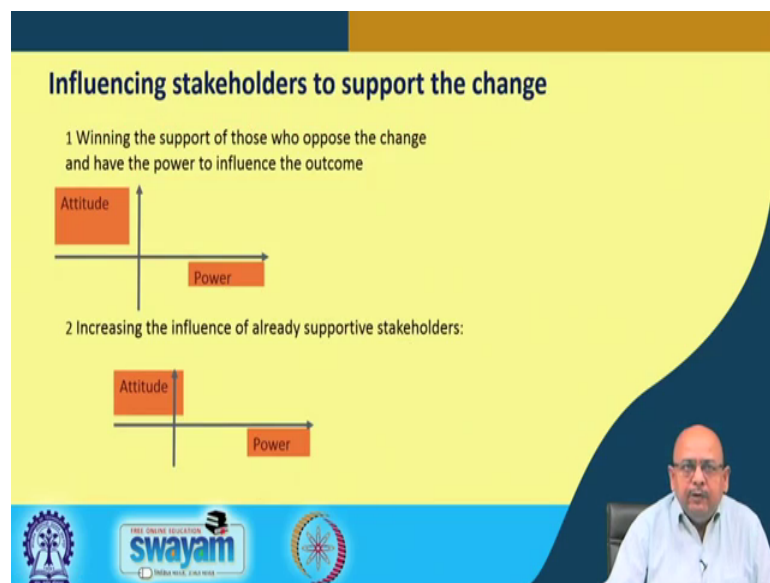 Influencing stakeholders to support the change
1 Winning the support of those who oppose the change
and have the power to influence the outcome
Attitude
Power
2 Increasing the influence of already supportive stakeholders:
Attitude
Power
FREE ONLINE EDUCATION
swayam